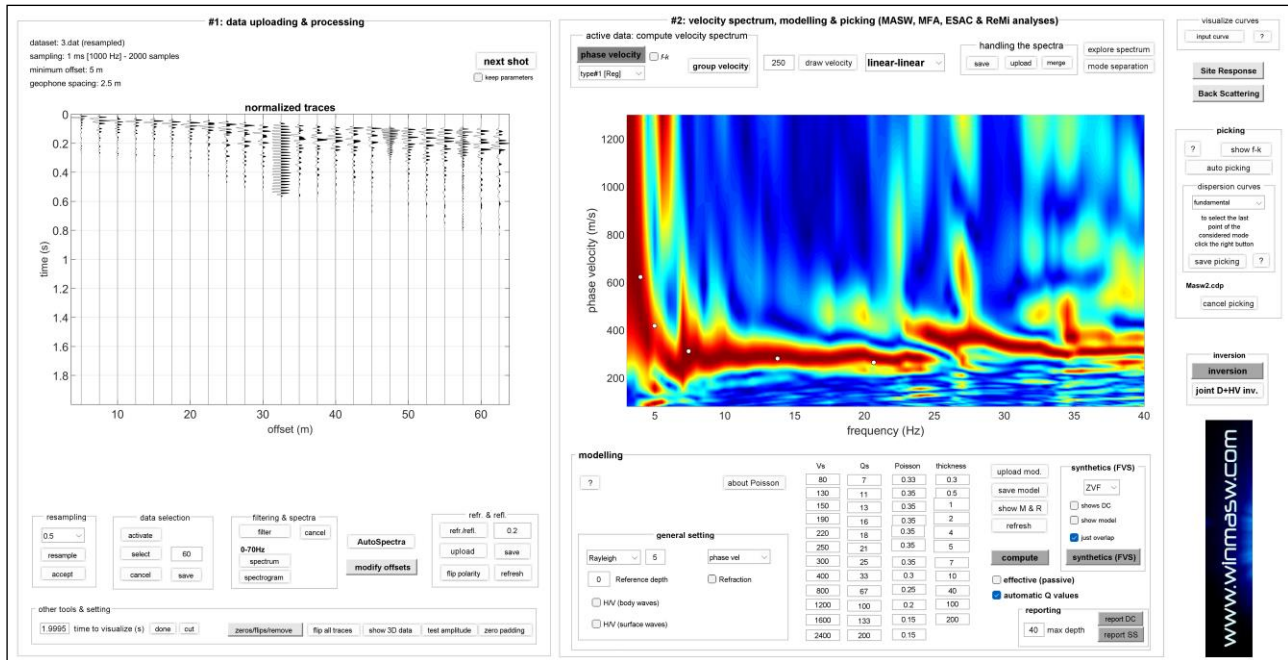 #1: data uploading & processing
dataset: 3.dat (resampled)
sampling: 1 ms [1000 Hz] - 2000 samples
minimum offset: 5 m
geophone spacing: 2.5 m
next shot
keep parameters
normalized traces
0
0.2
0.4
0.6
0.8
1
1.2
1.4
1.6
1.8
time (s)
10 20 30 40 50 60
offset (m)
resampling
0.5
resample
accept
data selection
activate
select 60
cancel save
filtering & spectra
filter cancel
0-70Hz
spectrum
spectrogram
AutoSpectra
modify offsets
refr. & refl.
refr./refl. 0.2
upload save
flip polarity refresh
other tools & setting
1.9995 time to visualize (s) done cut zeros/flips/remove flip all traces show 3D data test amplitude zero padding
#2: velocity spectrum, modelling & picking (MASW, MFA, ESAC & ReMi analyses)
active data: compute velocity spectrum
phase velocity f-k
type#1 [Reg]
group velocity
250 draw velocity linear-linear
handling the spectra
save upload merge
explore spectrum
mode separation
1200
1000
800
600
400
200
phase velocity (m/s)
5 10 15 20 25 30 35 40
frequency (Hz)
modelling
? about Poisson
general setting
Rayleigh 5 phase vel
0 Reference depth Refraction
H/V (body waves)
H/V (surface waves)
Vs Qs Poisson thickness
80 7 0.33 0.3
130 11 0.35 0.5
150 13 0.35 1
190 16 0.35 2
220 18 0.35 4
250 21 0.35 5
300 25 0.35 7
400 33 0.3 10
800 67 0.25 40
1200 100 0.2 100
1600 133 0.15 200
2400 200 0.15
upload mod.
save model
show M & R
refresh
compute
synthetics (FVS)
ZVF
shows DC
show model
just overlap
synthetics (FVS)
effective (passive)
automatic Q values
reporting
40 max depth report DC
report SS
visualize curves
input curve ?
Site Response
Back Scattering
picking
? show f-k
auto picking
dispersion curves
fundamental
to select the last
point of the
considered mode
click the right button
save picking ?
Masw2.cdp
cancel picking
inversion
inversion
joint D+HV inv.
www.winmasw.com